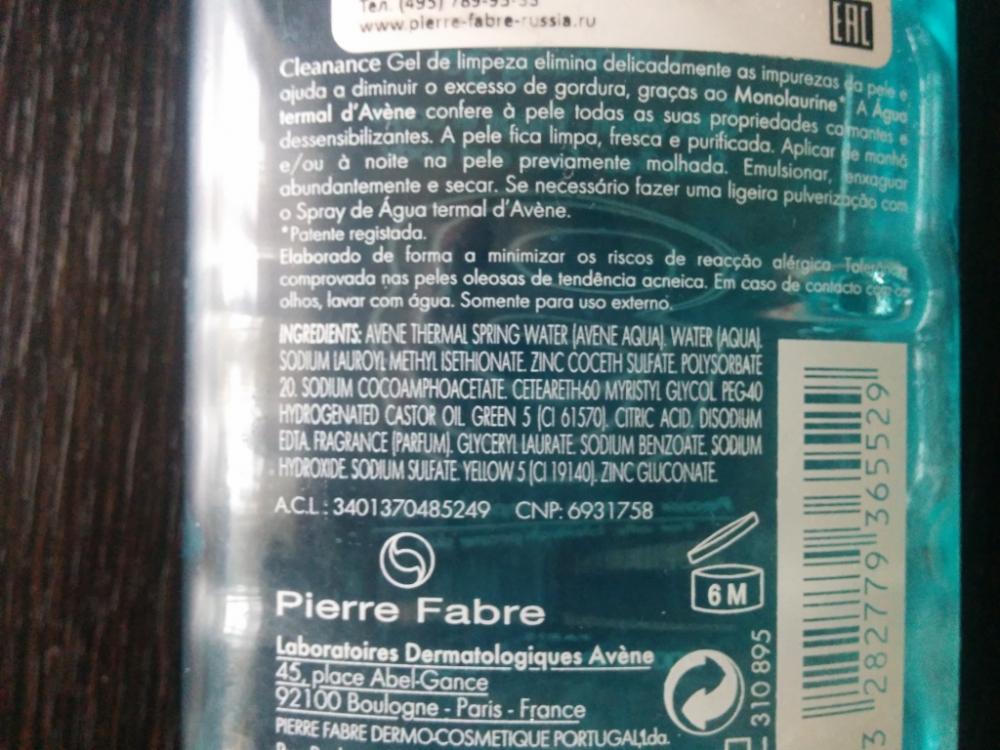 Тел. (495) 789-95-33
www.pierre-fabre-russia.ru
EAC
Cleanance Gel de limpeza elimina delicadamente as impurezas da pele e
ajuda a diminuir o excesso de gordura, graças ao Monolaurine* A Água
termal d'Avène confere à pele todas as suas propriedades calmantes e
dessensibilizantes. A pele fica limpa, fresca e purificada. Aplicar de manhã
e/ou à noite na pele previamente molhada. Emulsionar, enxaguar
abundantemente e secar. Se necessário fazer uma ligeira pulverização com
o Spray de Água termal d'Avène.
*Patente registada.
Elaborado de forma a minimizar os riscos de reacção alérgica. Tolerância
comprovada nas peles oleosas de tendência acneica. Em caso de contacto com os
olhos, lavar com água. Somente para uso externo.
INGREDIENTS: AVENE THERMAL SPRING WATER (AVENE AQUA). WATER (AQUA).
SODIUM LAUROYL METHYL ISETHIONATE. ZINC COCETH SULFATE. POLYSORBATE
20. SODIUM COCOAMPHOACETATE. CETEARETH-60 MYRISTYL GLYCOL. PEG-40
HYDROGENATED CASTOR OIL. GREEN 5 (CI 61570). CITRIC ACID. DISODIUM
EDTA. FRAGRANCE (PARFUM). GLYCERYL LAURATE. SODIUM BENZOATE. SODIUM
HYDROXIDE. SODIUM SULFATE. YELLOW 5 (CI 19140). ZINC GLUCONATE.
A.C.L.: 3401370485249 CNP: 6931758
6 M
Pierre Fabre
Laboratoires Dermatologiques Avène
45, place Abel-Gance
92100 Boulogne - Paris - France
PIERRE FABRE DERMO-COSMETIQUE PORTUGAL,lda.
310 895
3 282779 365529